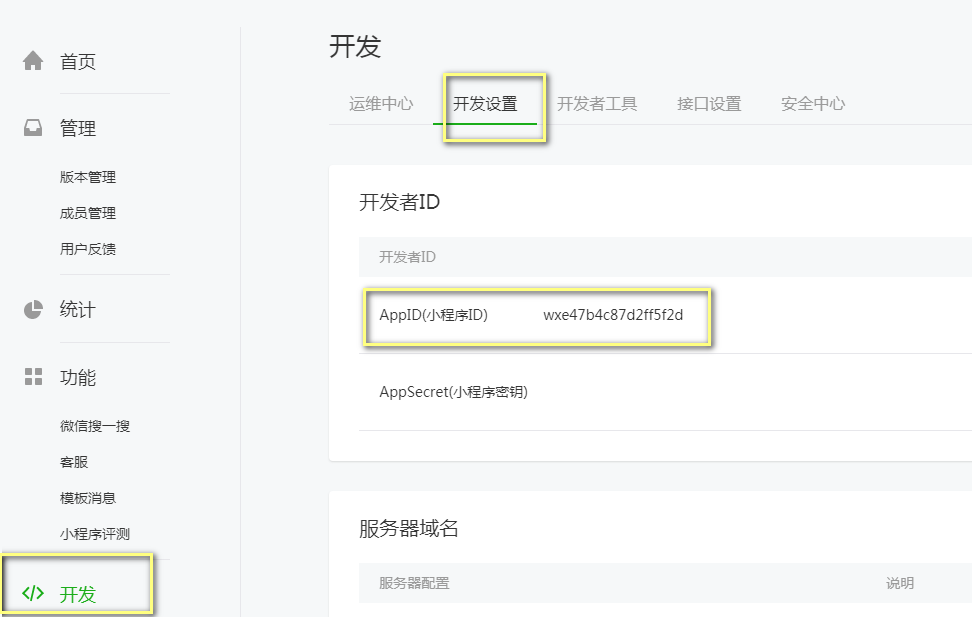 首页
管理
版本管理
成员管理
用户反馈
统计
功能
微信搜一搜
客服
模板消息
小程序评测
开发
开发
运维中心 开发设置 开发者工具 接口设置 安全中心
开发者ID
开发者ID
AppID(小程序ID) wxe47b4c87d2ff5f2d
AppSecret(小程序密钥)
服务器域名
服务器配置 说明